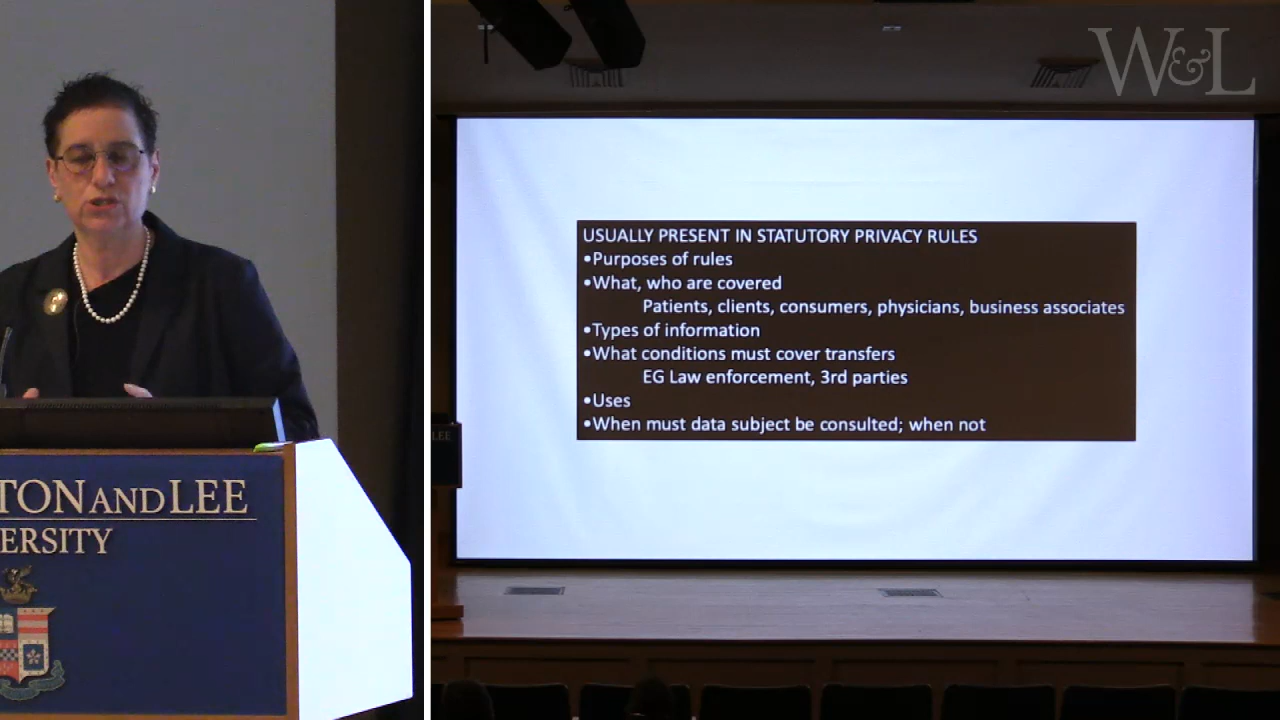 TON AND LEE
ERSITY
W&L
USUALLY PRESENT IN STATUTORY PRIVACY RULES
•Purposes of rules
•What, who are covered
Patients, clients, consumers, physicians, business associates
•Types of information
•What conditions must cover transfers
EG Law enforcement, 3rd parties
•Uses
•When must data subject be consulted; when not
LEE